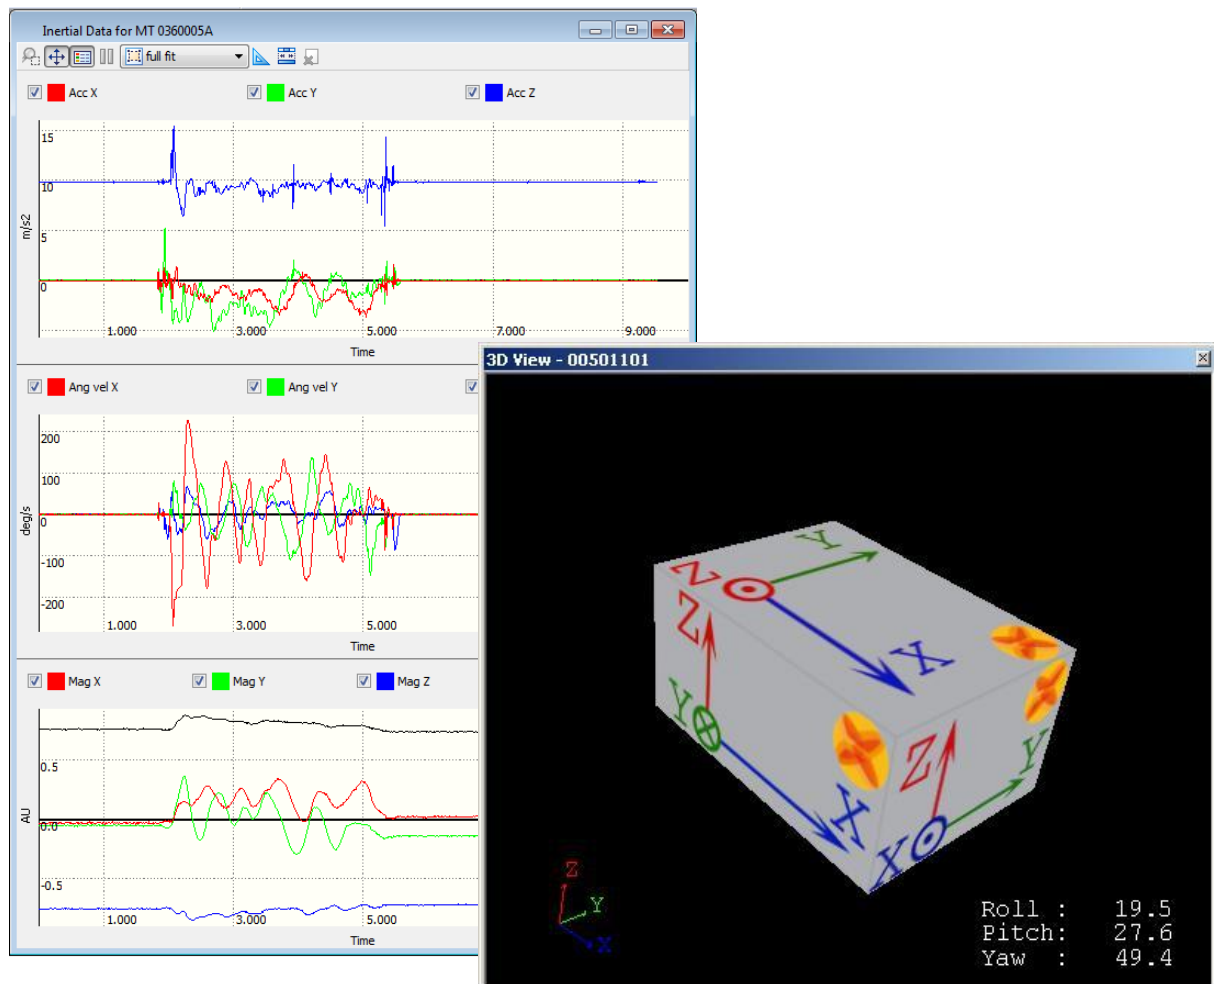 Inertial Data for MT 0360005A
full fit
Acc X Acc Y Acc Z
15
10
m/s2
5
0
1.000 3.000 5.000 7.000 9.000
Time
Ang vel X Ang vel Y
200
100
deg/s
0
-100
-200
1.000 3.000 5.000
Time
Mag X Mag Y Mag Z
0.5
AU
0.0
-0.5
1.000 3.000 5.000
Time
3D View - 00501101
Y
Z
Z
X
Y
Z
Y
X
X
Z
Y
X
Roll : 19.5
Pitch: 27.6
Yaw : 49.4